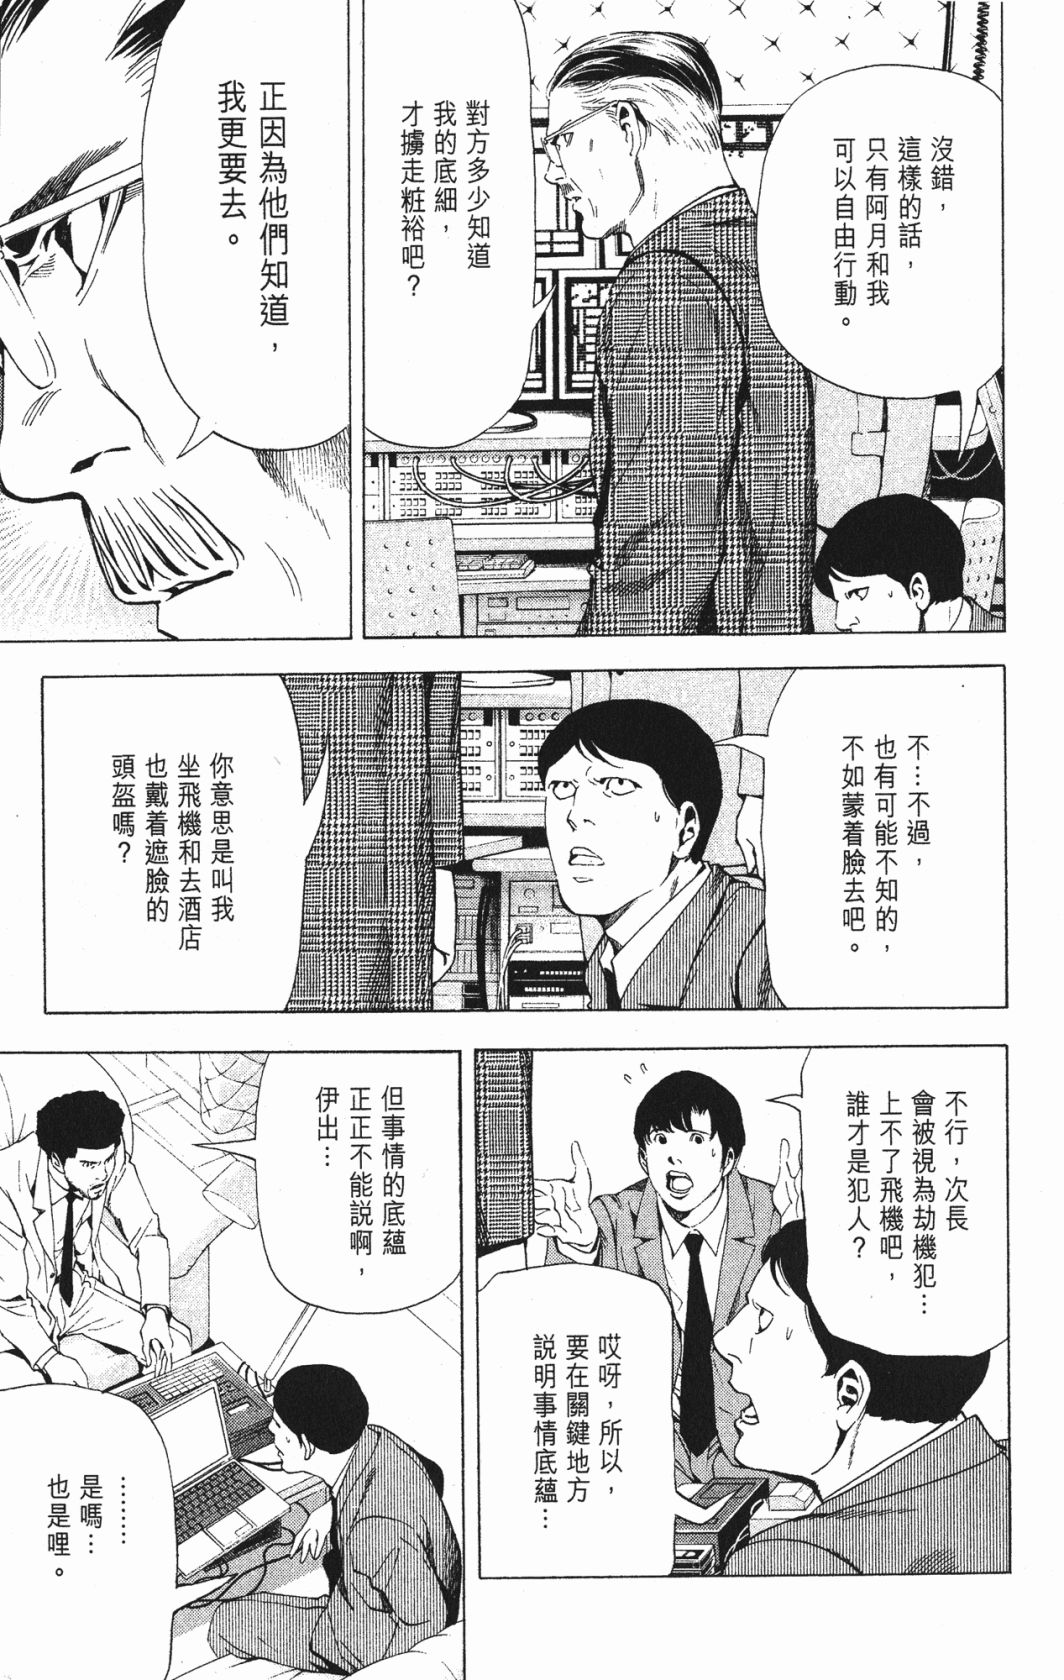 沒錯，
這樣的話，
只有阿月和我
可以自由行動。
對方多少知道
我的底細，
才擄走粧裕吧？
正因為他們知道，
我更要去。
不…不過，
也有可能不知的，
不如蒙着臉去吧。
你意思是叫我
坐飛機和去酒店
也戴着遮臉的
頭盔嗎？
不行，次長
會被視為劫機犯…
上不了飛機吧，
誰才是犯人？
哎呀，所以，
要在關鍵地方
説明事情底蘊…
但事情的底蘊
正正不能説啊，
伊出…
………
是嗎…
也是哩。